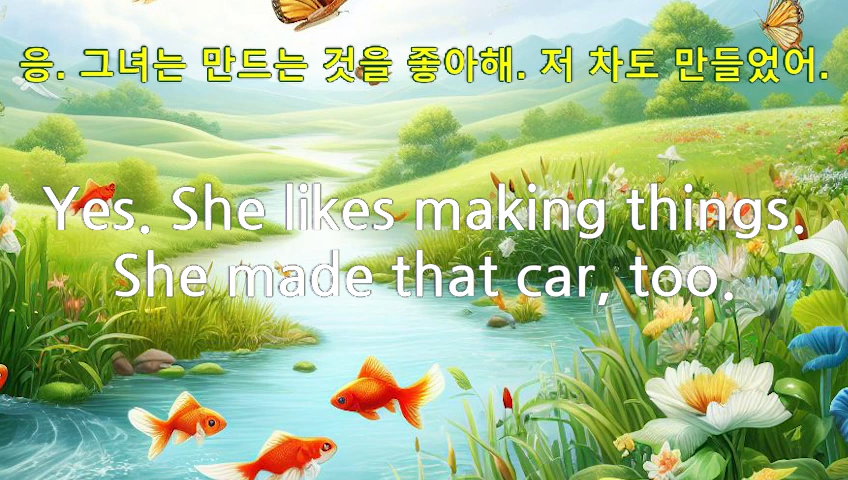 응. 그녀는 만드는 것을 좋아해. 저 차도 만들었어.
Yes. She likes making things.
She made that car, too.